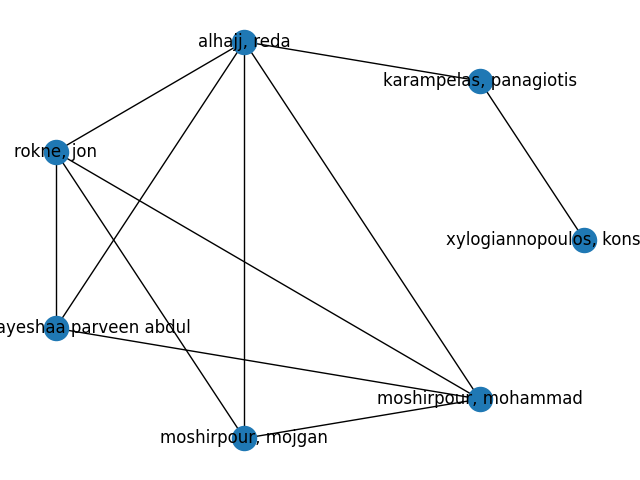 alhajj, reda
karampelas, panagiotis
rokne, jon
xylogiannopoulos, kons
ayeshaa parveen abdul
moshirpour, mohammad
moshirpour, mojgan